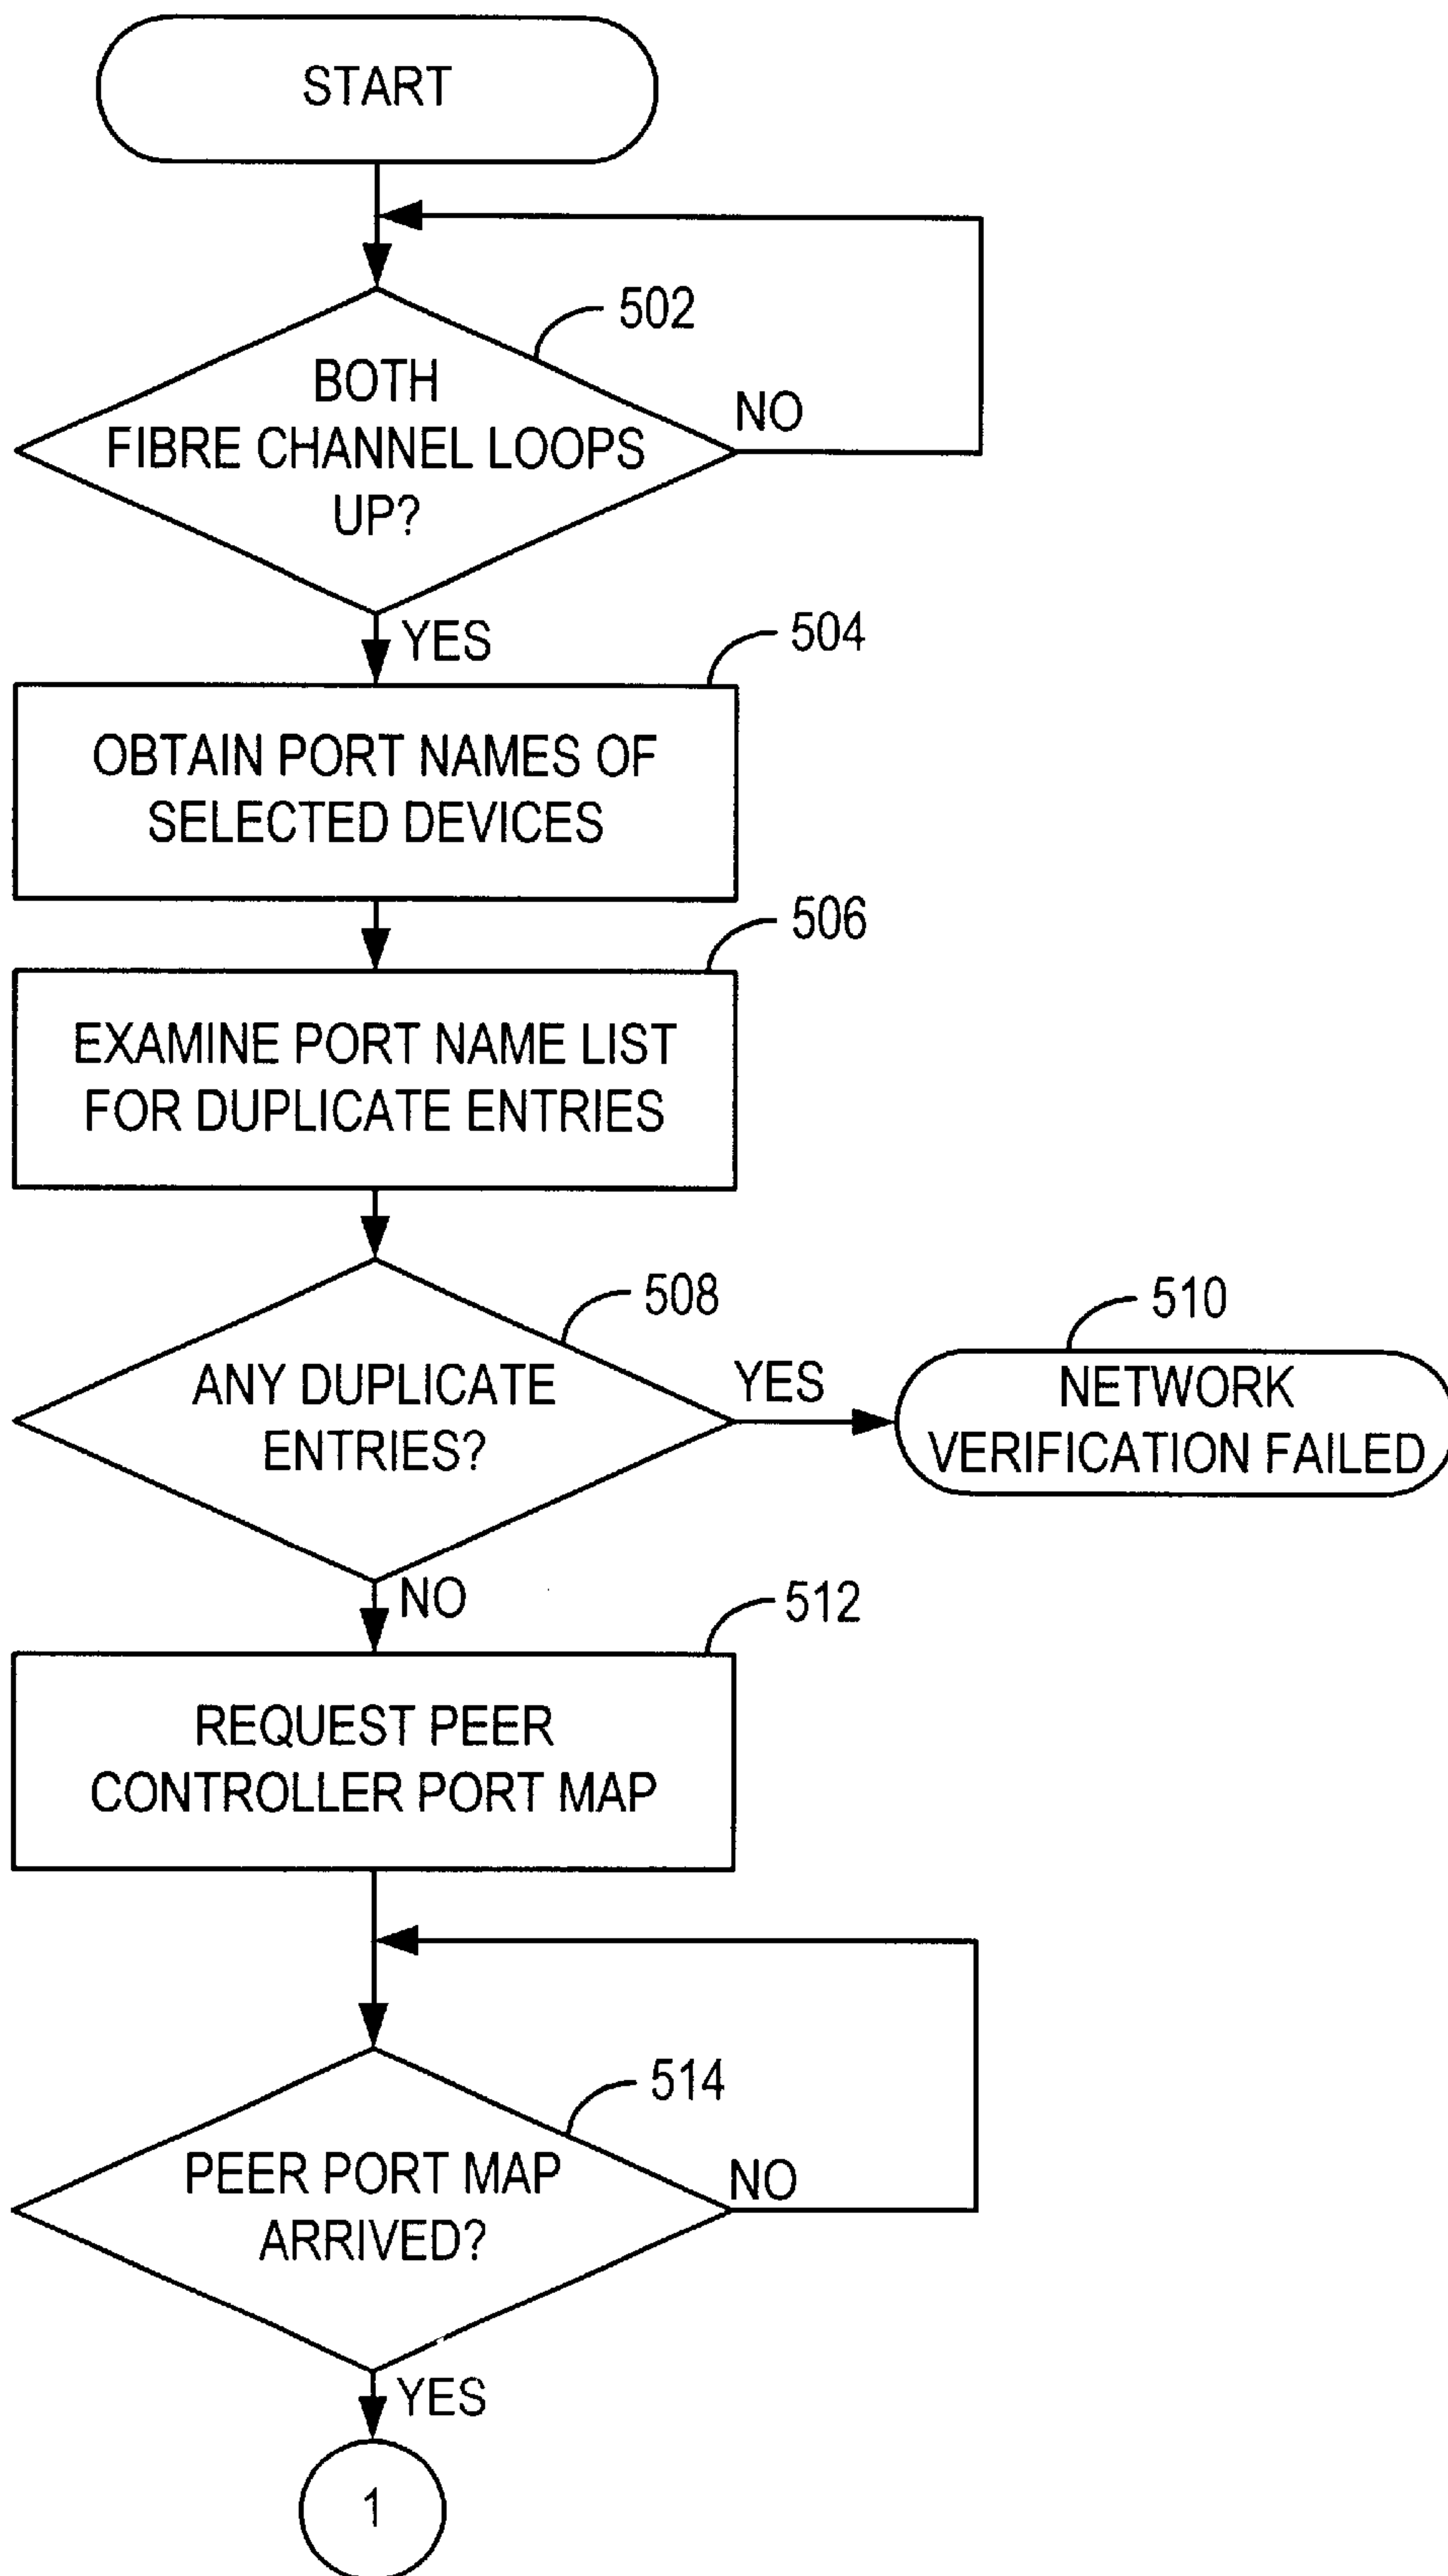 START
502
BOTH
FIBRE CHANNEL LOOPS
UP?
NO
YES
504
OBTAIN PORT NAMES OF
SELECTED DEVICES
506
EXAMINE PORT NAME LIST
FOR DUPLICATE ENTRIES
508
ANY DUPLICATE
ENTRIES?
YES
510
NETWORK
VERIFICATION FAILED
NO
512
REQUEST PEER
CONTROLLER PORT MAP
514
PEER PORT MAP
ARRIVED?
NO
YES
1